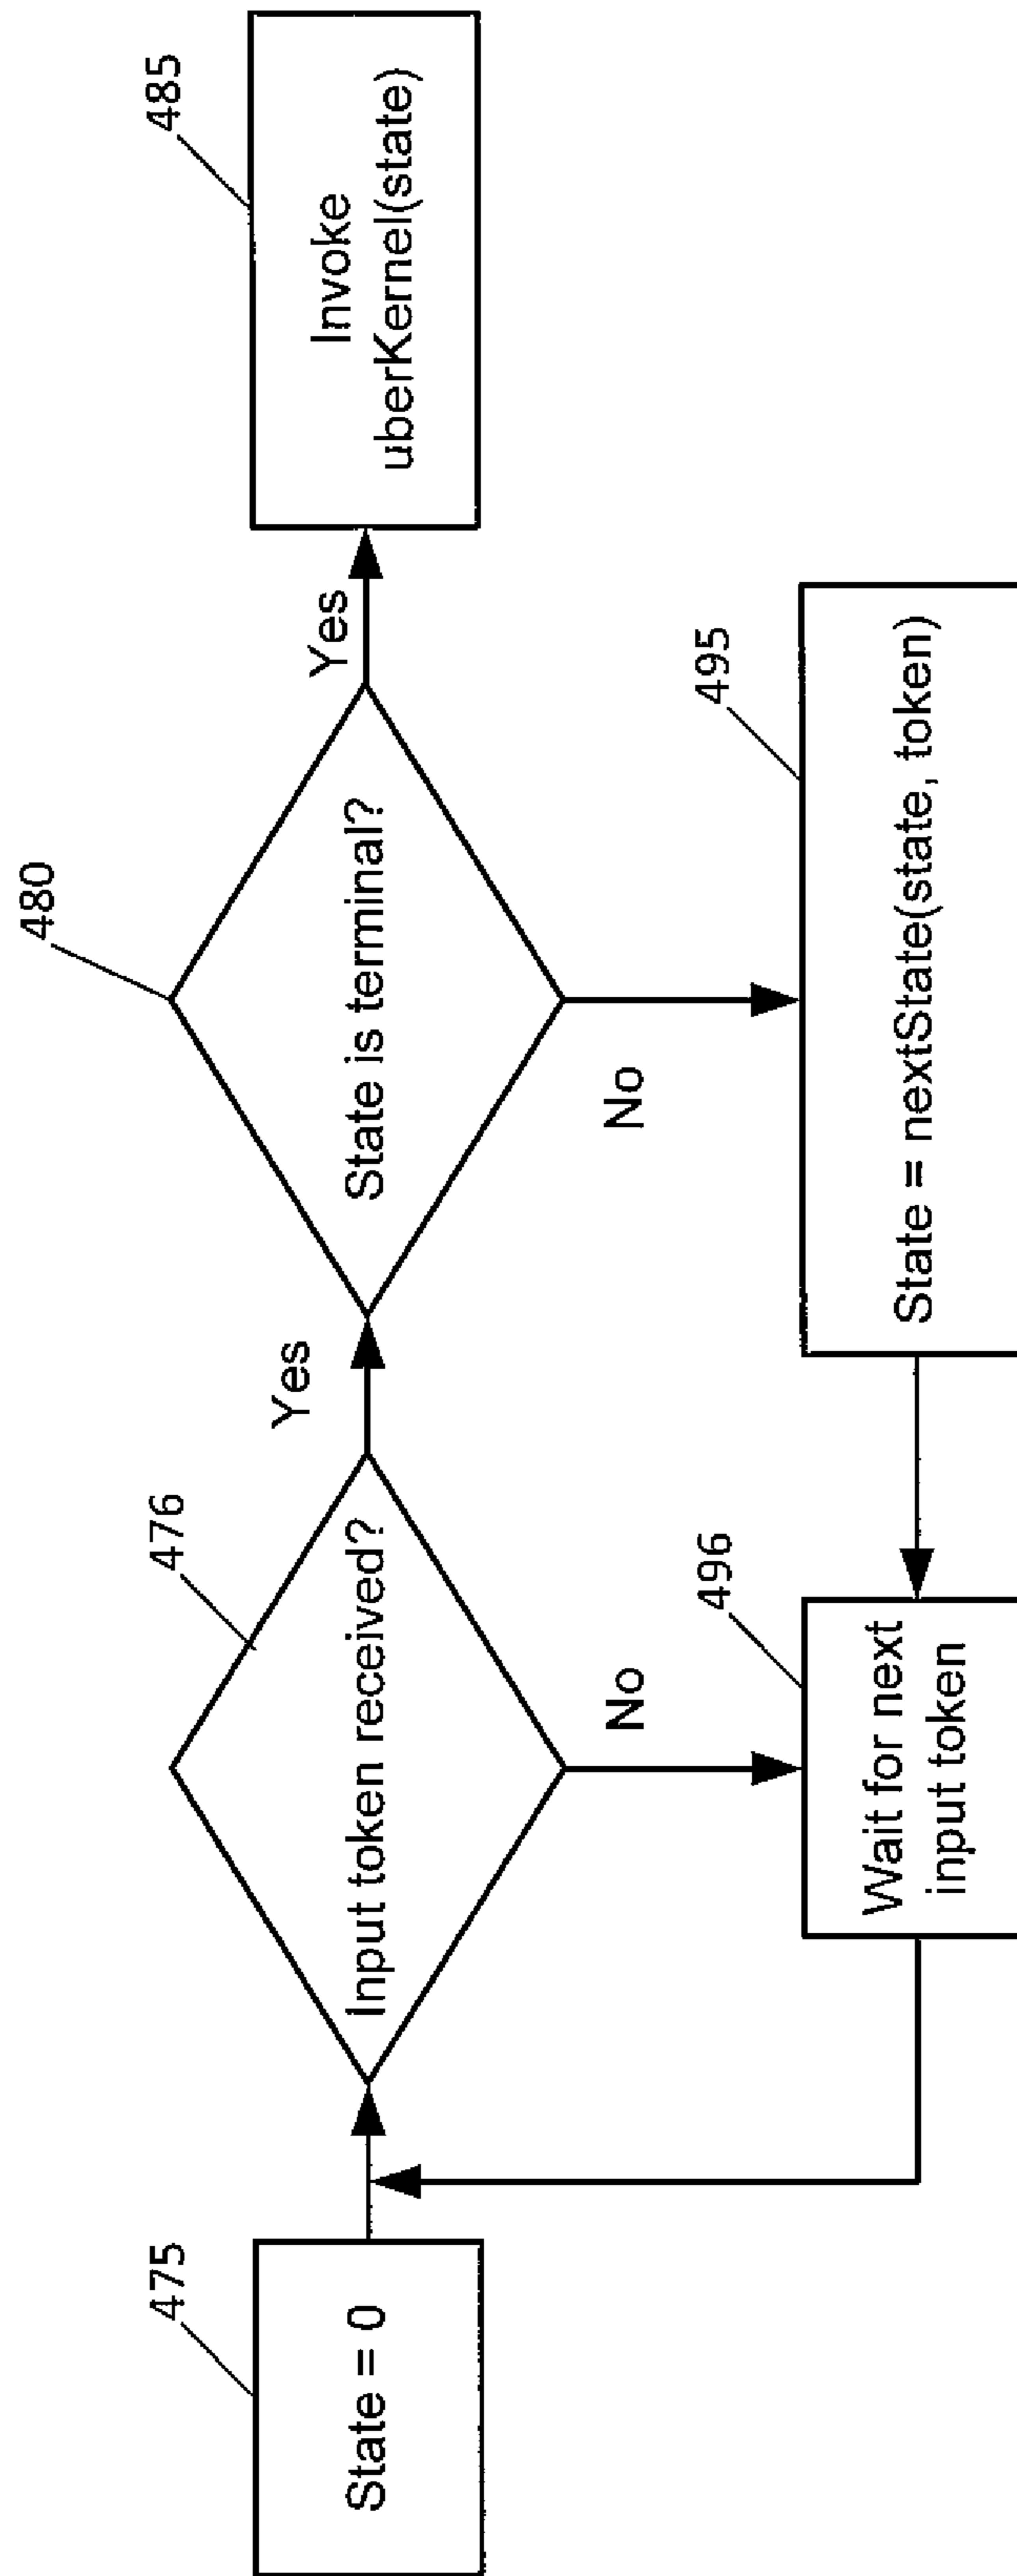 475
State = 0
476
Input token received?
Yes
No
480
State is terminal?
Yes
No
485
Invoke
uberKernel(state)
496
Wait for next
input token
495
State = nextState(state, token)